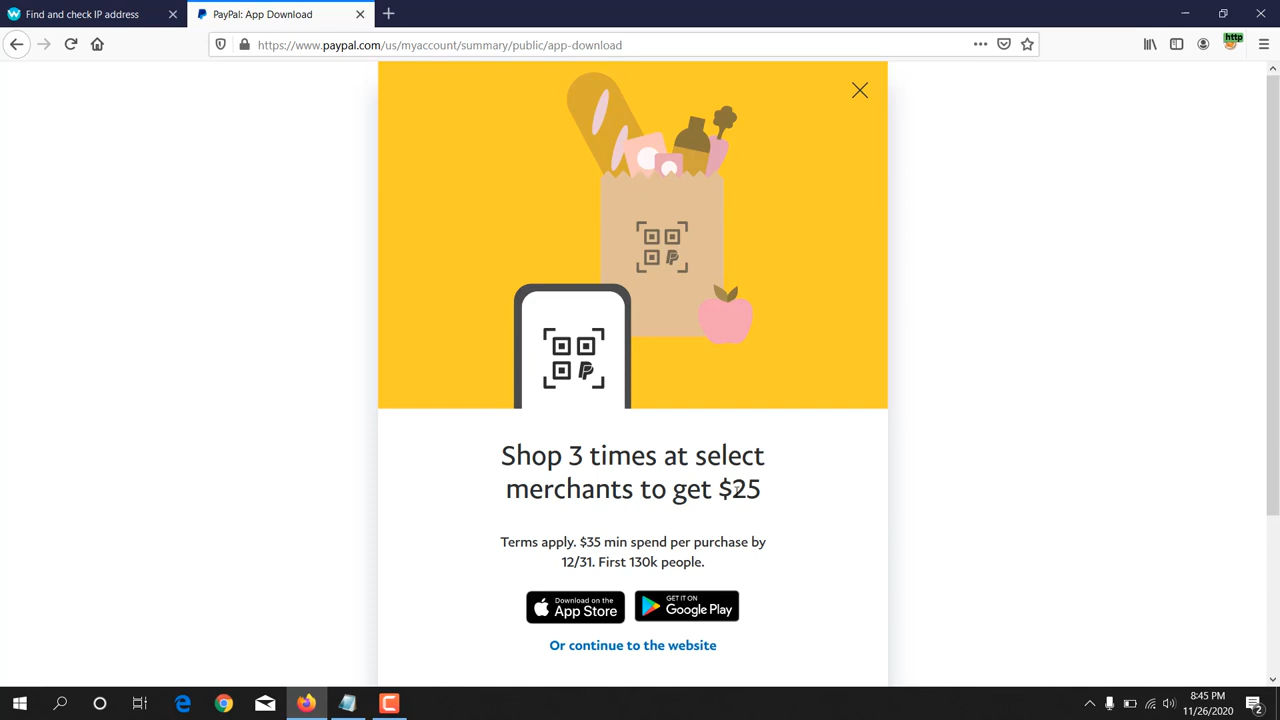 Find and check IP address
PayPal: App Download
https://www.paypal.com/us/myaccount/summary/public/app-download
http
Shop 3 times at select
merchants to get $25
Terms apply. $35 min spend per purchase by
12/31. First 130k people.
Download on the
App Store
GET IT ON
Google Play
Or continue to the website
8:45 PM
11/26/2020
2